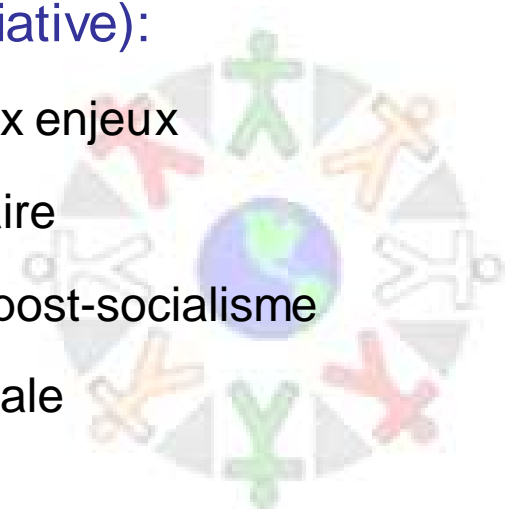 iative):
x enjeux
ire
post-socialisme
ale